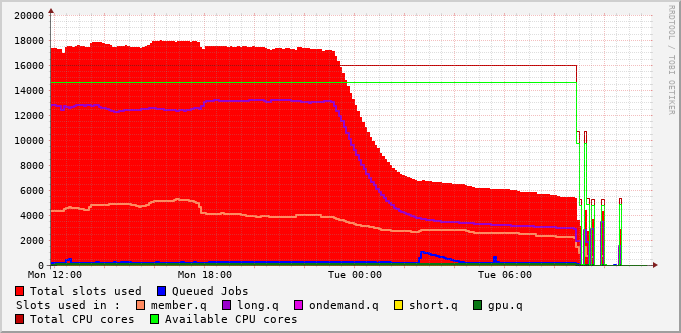 20000
18000
16000
14000
12000
10000
8000
6000
4000
2000
0
Mon 12:00 Mon 18:00 Tue 00:00 Tue 06:00
Total slots used Queued Jobs
Slots used in : member.q long.q ondemand.q short.q gpu.q
Total CPU cores Available CPU cores
RRDTOOL / TOBI OETIKER